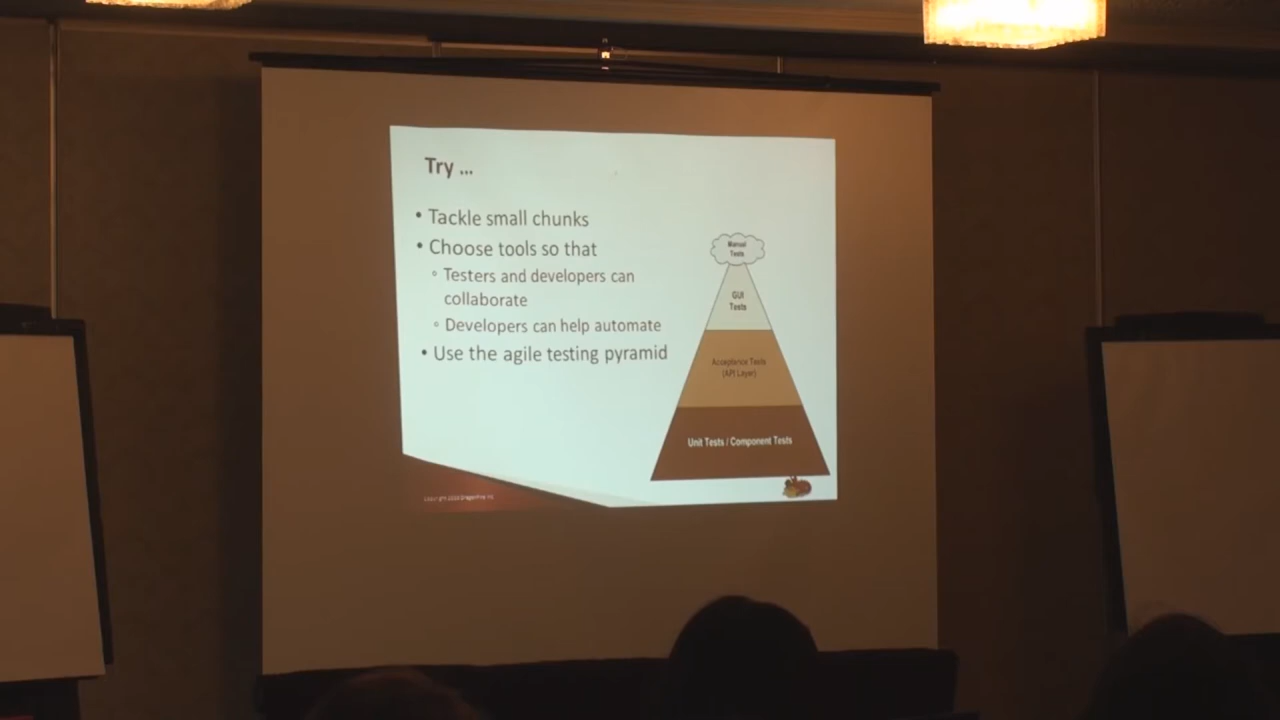 Try ...
• Tackle small chunks
• Choose tools so that
◦ Testers and developers can
collaborate
◦ Developers can help automate
• Use the agile testing pyramid
Manual
Tests
GUI
Tests
Acceptance Tests
(API Layer)
Unit Tests / Component Tests
Copyright